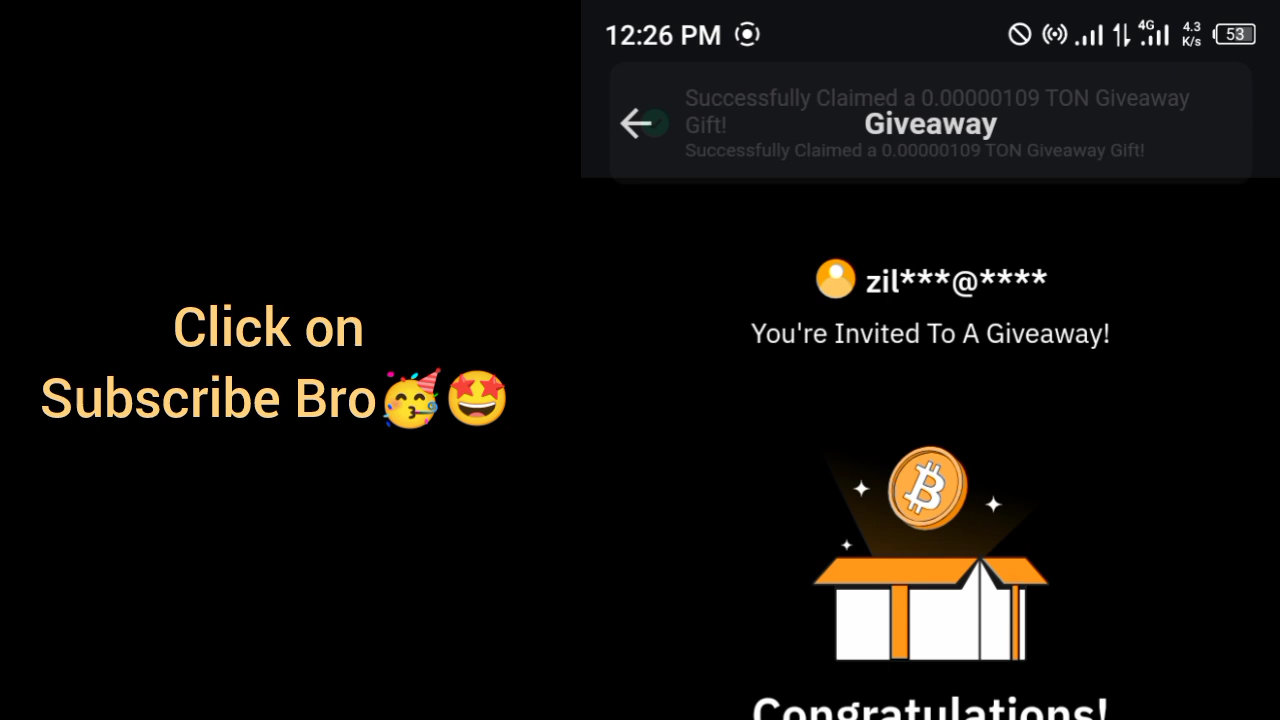 Click on
Subscribe Bro🥳🤩
12:26 PM
4G
4.3
K/s
53
Successfully Claimed a 0.00000109 TON Giveaway
Gift!
Giveaway
Successfully Claimed a 0.00000109 TON Giveaway Gift!
zil***@****
You're Invited To A Giveaway!
Congratulations!